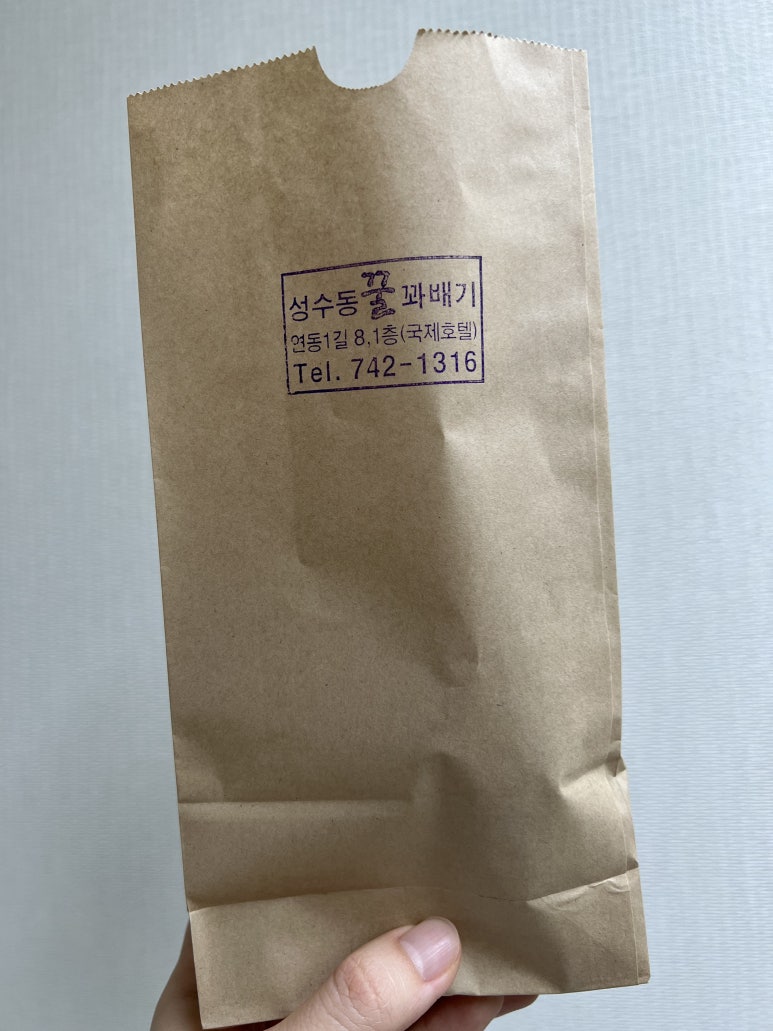 성수동 꿀 꽈배기
연동1길 8, 1층(국제호텔)
Tel. 742-1316